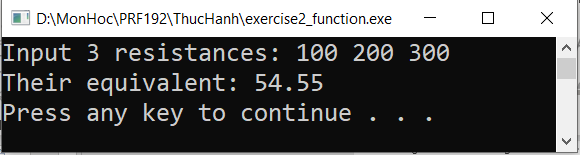 D:\MonHoc\PRF192\ThucHanh\exercise2_function.exe
Input 3 resistances: 100 200 300
Their equivalent: 54.55
Press any key to continue . . .